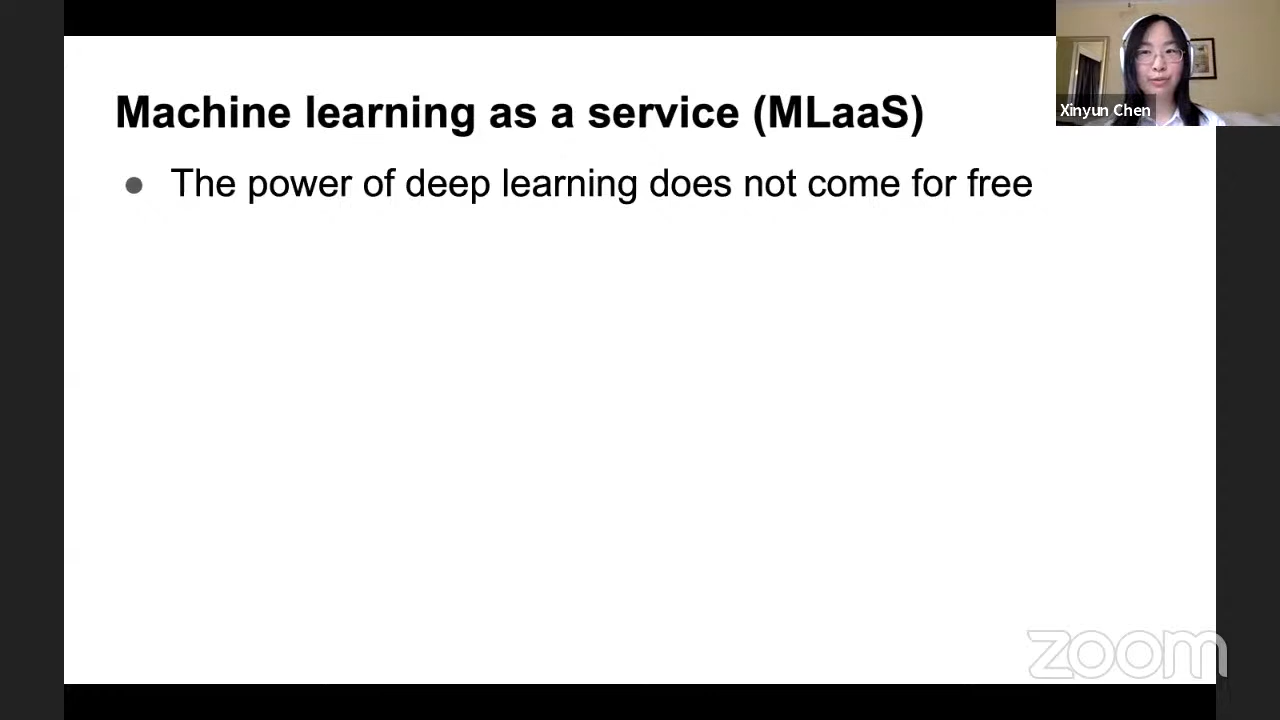 Machine learning as a service (MLaaS)
● The power of deep learning does not come for free
Xinyun Chen
zoom